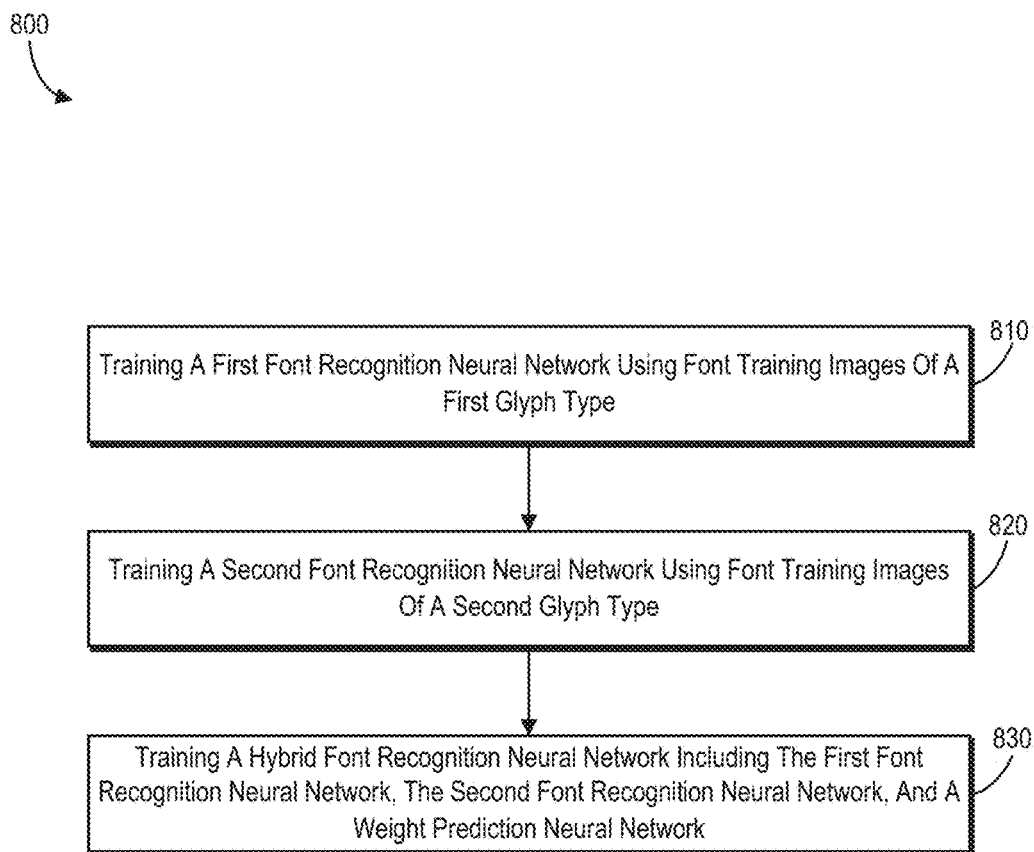 800
810
Training A First Font Recognition Neural Network Using Font Training Images Of A
First Glyph Type
820
Training A Second Font Recognition Neural Network Using Font Training Images
Of A Second Glyph Type
830
Training A Hybrid Font Recognition Neural Network Including The First Font
Recognition Neural Network, The Second Font Recognition Neural Network, And A
Weight Prediction Neural Network